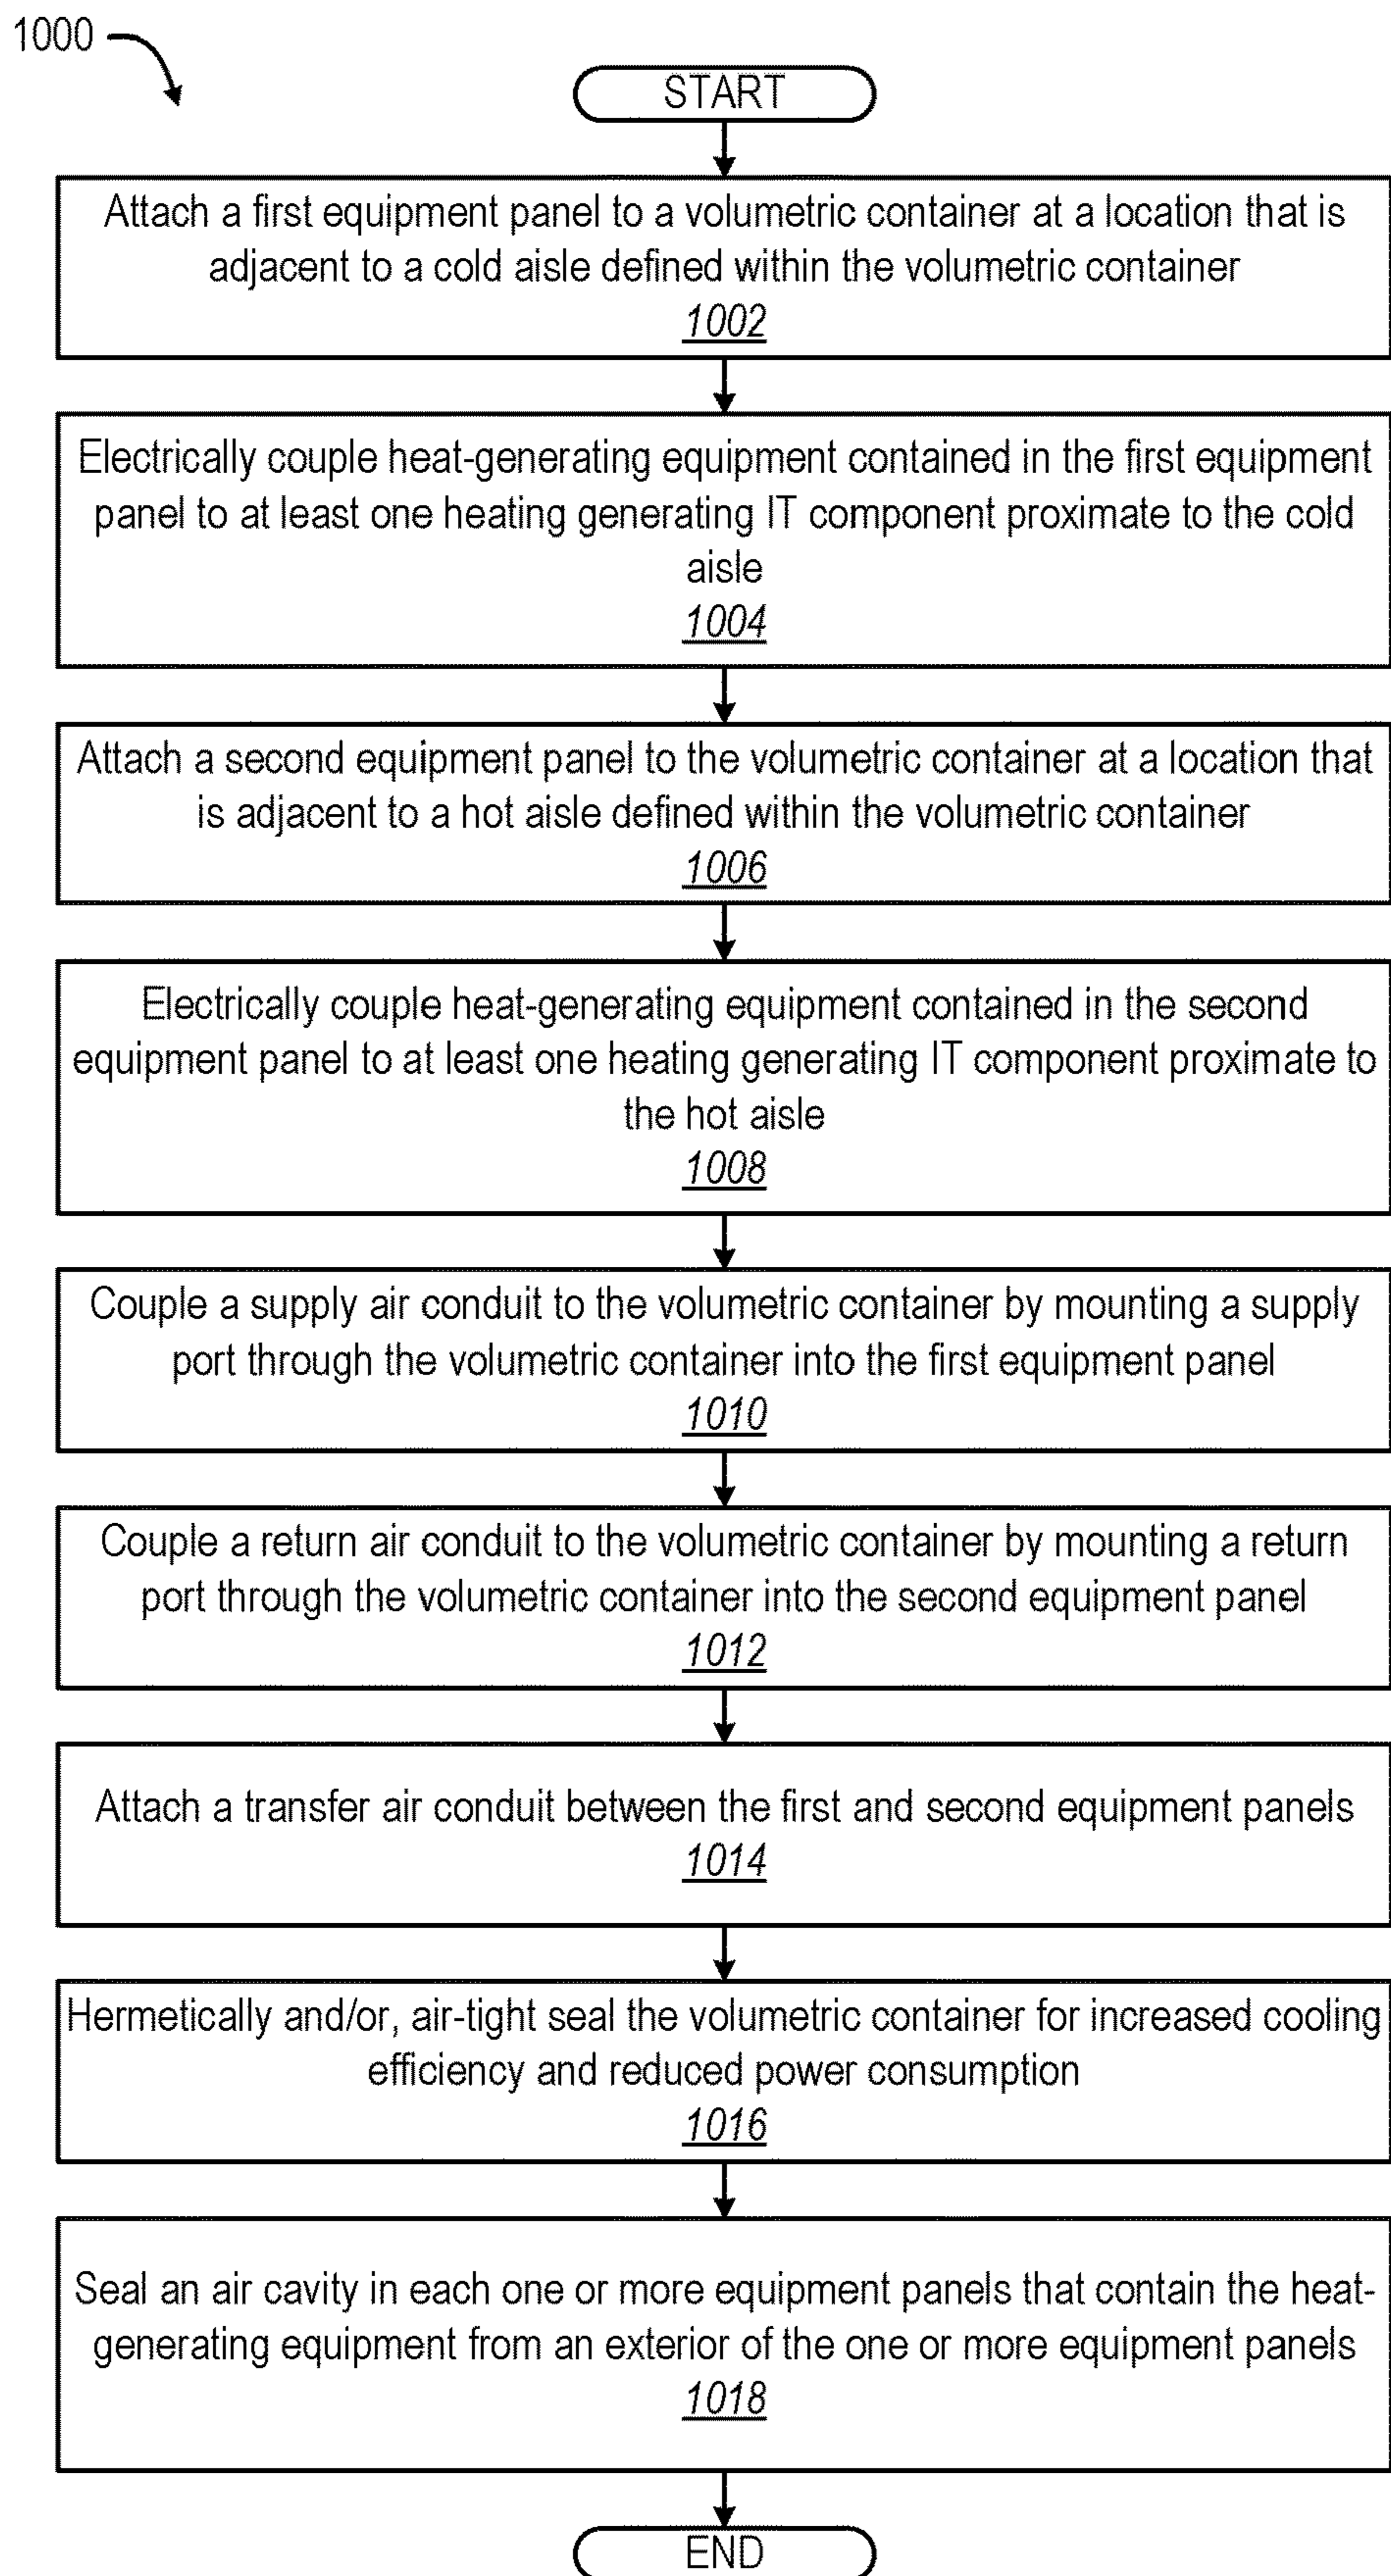 1000
START
Attach a first equipment panel to a volumetric container at a location that is
adjacent to a cold aisle defined within the volumetric container
1002
Electrically couple heat-generating equipment contained in the first equipment
panel to at least one heating generating IT component proximate to the cold
aisle
1004
Attach a second equipment panel to the volumetric container at a location that
is adjacent to a hot aisle defined within the volumetric container
1006
Electrically couple heat-generating equipment contained in the second
equipment panel to at least one heating generating IT component proximate to
the hot aisle
1008
Couple a supply air conduit to the volumetric container by mounting a supply
port through the volumetric container into the first equipment panel
1010
Couple a return air conduit to the volumetric container by mounting a return
port through the volumetric container into the second equipment panel
1012
Attach a transfer air conduit between the first and second equipment panels
1014
Hermetically and/or, air-tight seal the volumetric container for increased cooling
efficiency and reduced power consumption
1016
Seal an air cavity in each one or more equipment panels that contain the heat-
generating equipment from an exterior of the one or more equipment panels
1018
END